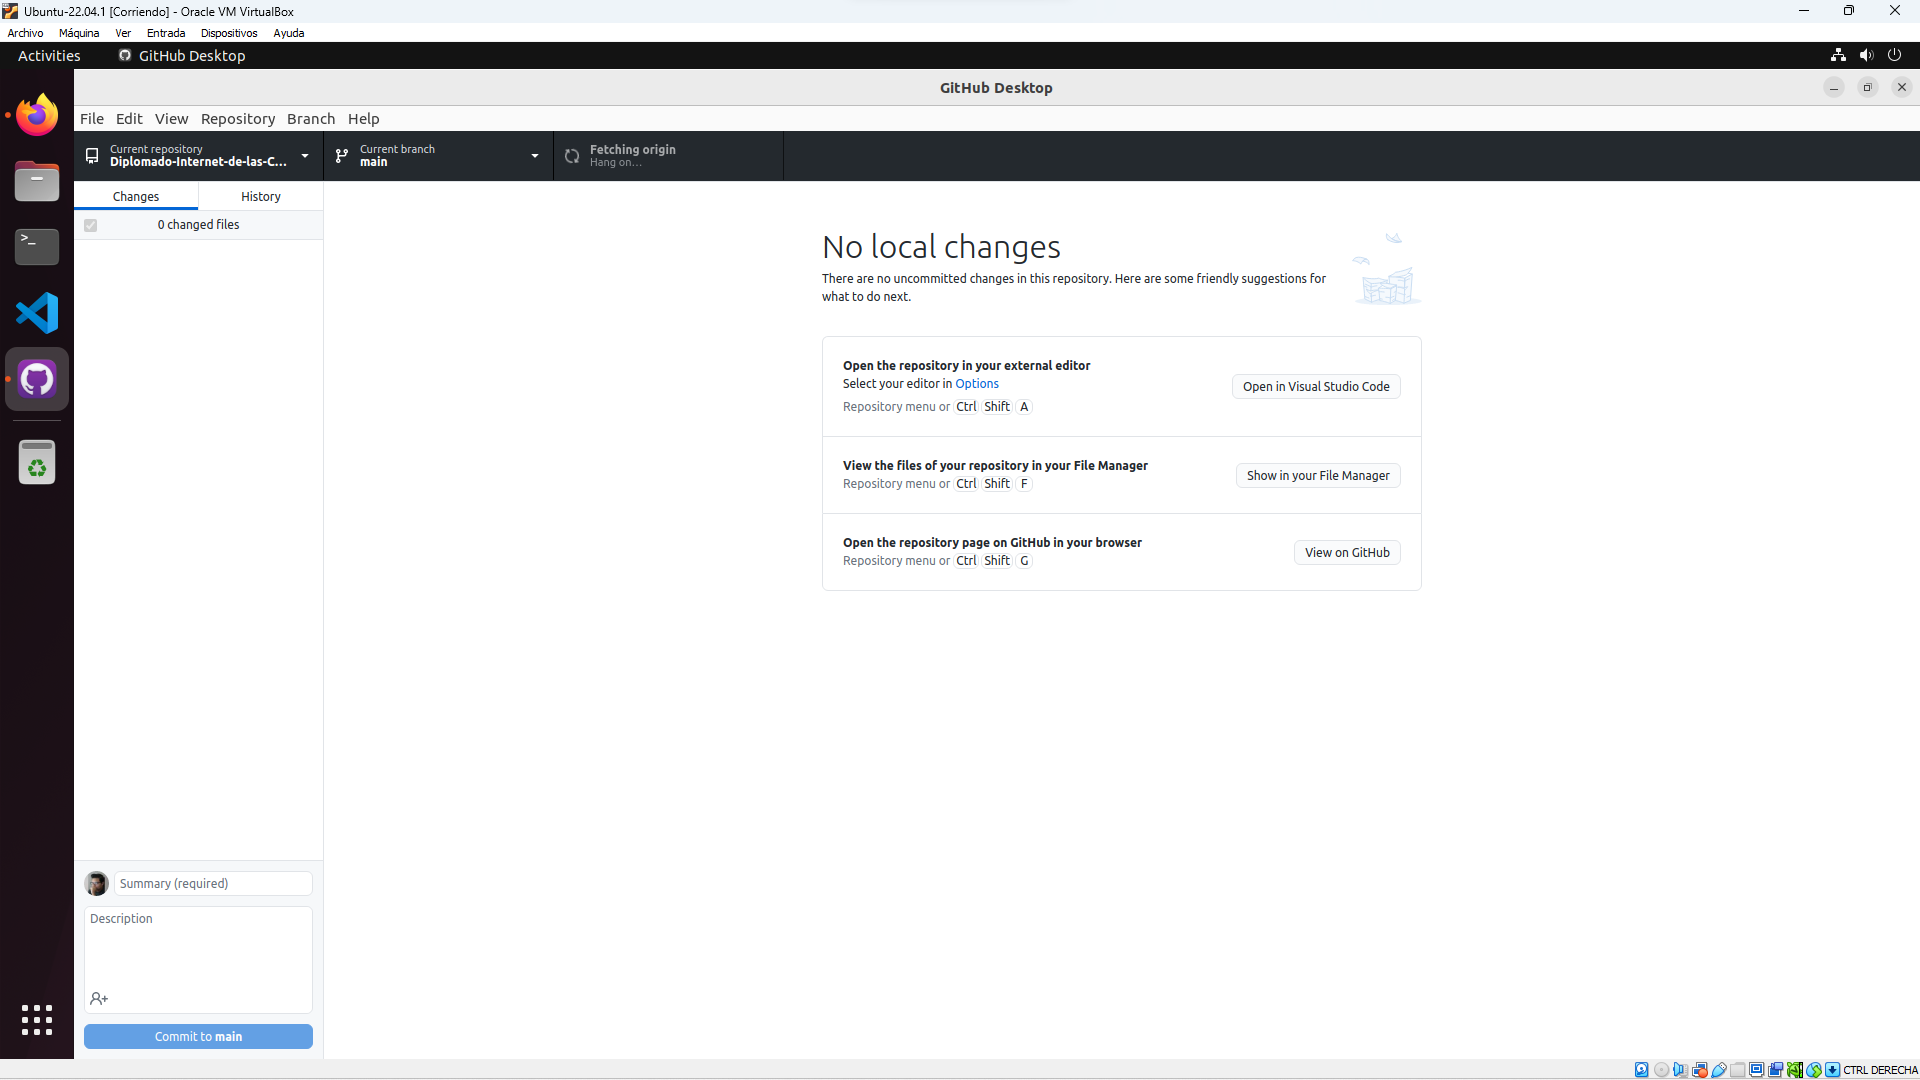 Ubuntu-22.04.1 [Corriendo] - Oracle VM VirtualBox
Archivo Máquina Ver Entrada Dispositivos Ayuda
Activities GitHub Desktop
GitHub Desktop
File Edit View Repository Branch Help
Current repository
Diplomado-Internet-de-las-C...
Current branch
main
Fetching origin
Hang on...
Changes History
0 changed files
No local changes
There are no uncommitted changes in this repository. Here are some friendly suggestions for
what to do next.
Open the repository in your external editor
Select your editor in Options
Repository menu or Ctrl Shift A
Open in Visual Studio Code
View the files of your repository in your File Manager
Repository menu or Ctrl Shift F
Show in your File Manager
Open the repository page on GitHub in your browser
Repository menu or Ctrl Shift G
View on GitHub
Summary (required)
Description
Commit to main
CTRL DERECHA